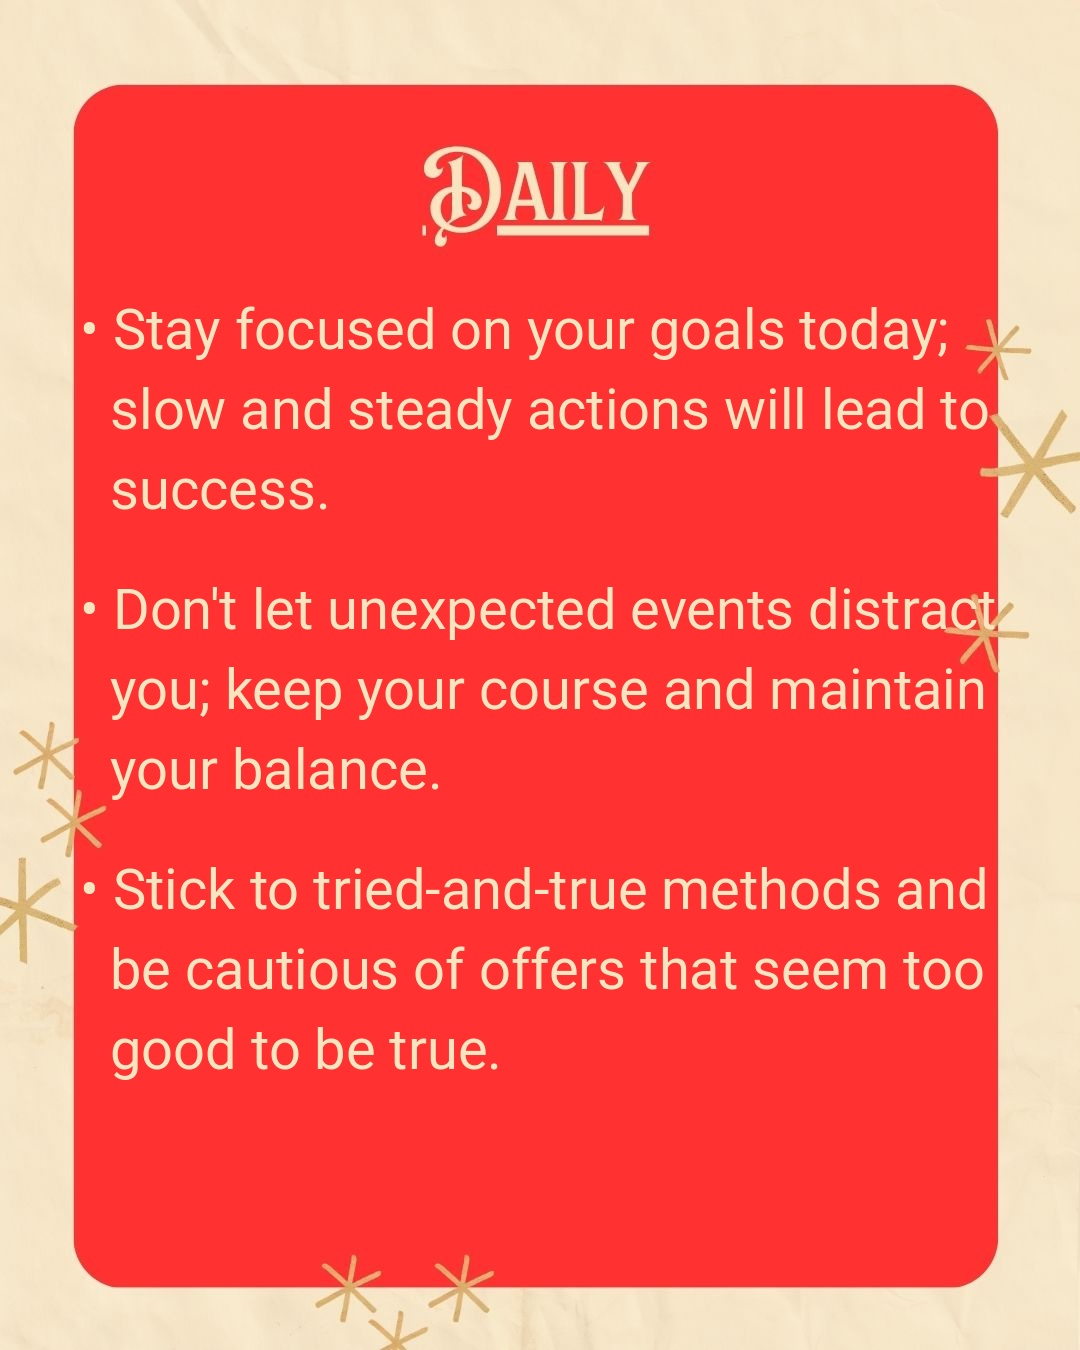 Daily
• Stay focused on your goals today;
slow and steady actions will lead to
success.
• Don't let unexpected events distract
you; keep your course and maintain
your balance.
• Stick to tried-and-true methods and
be cautious of offers that seem too
good to be true.